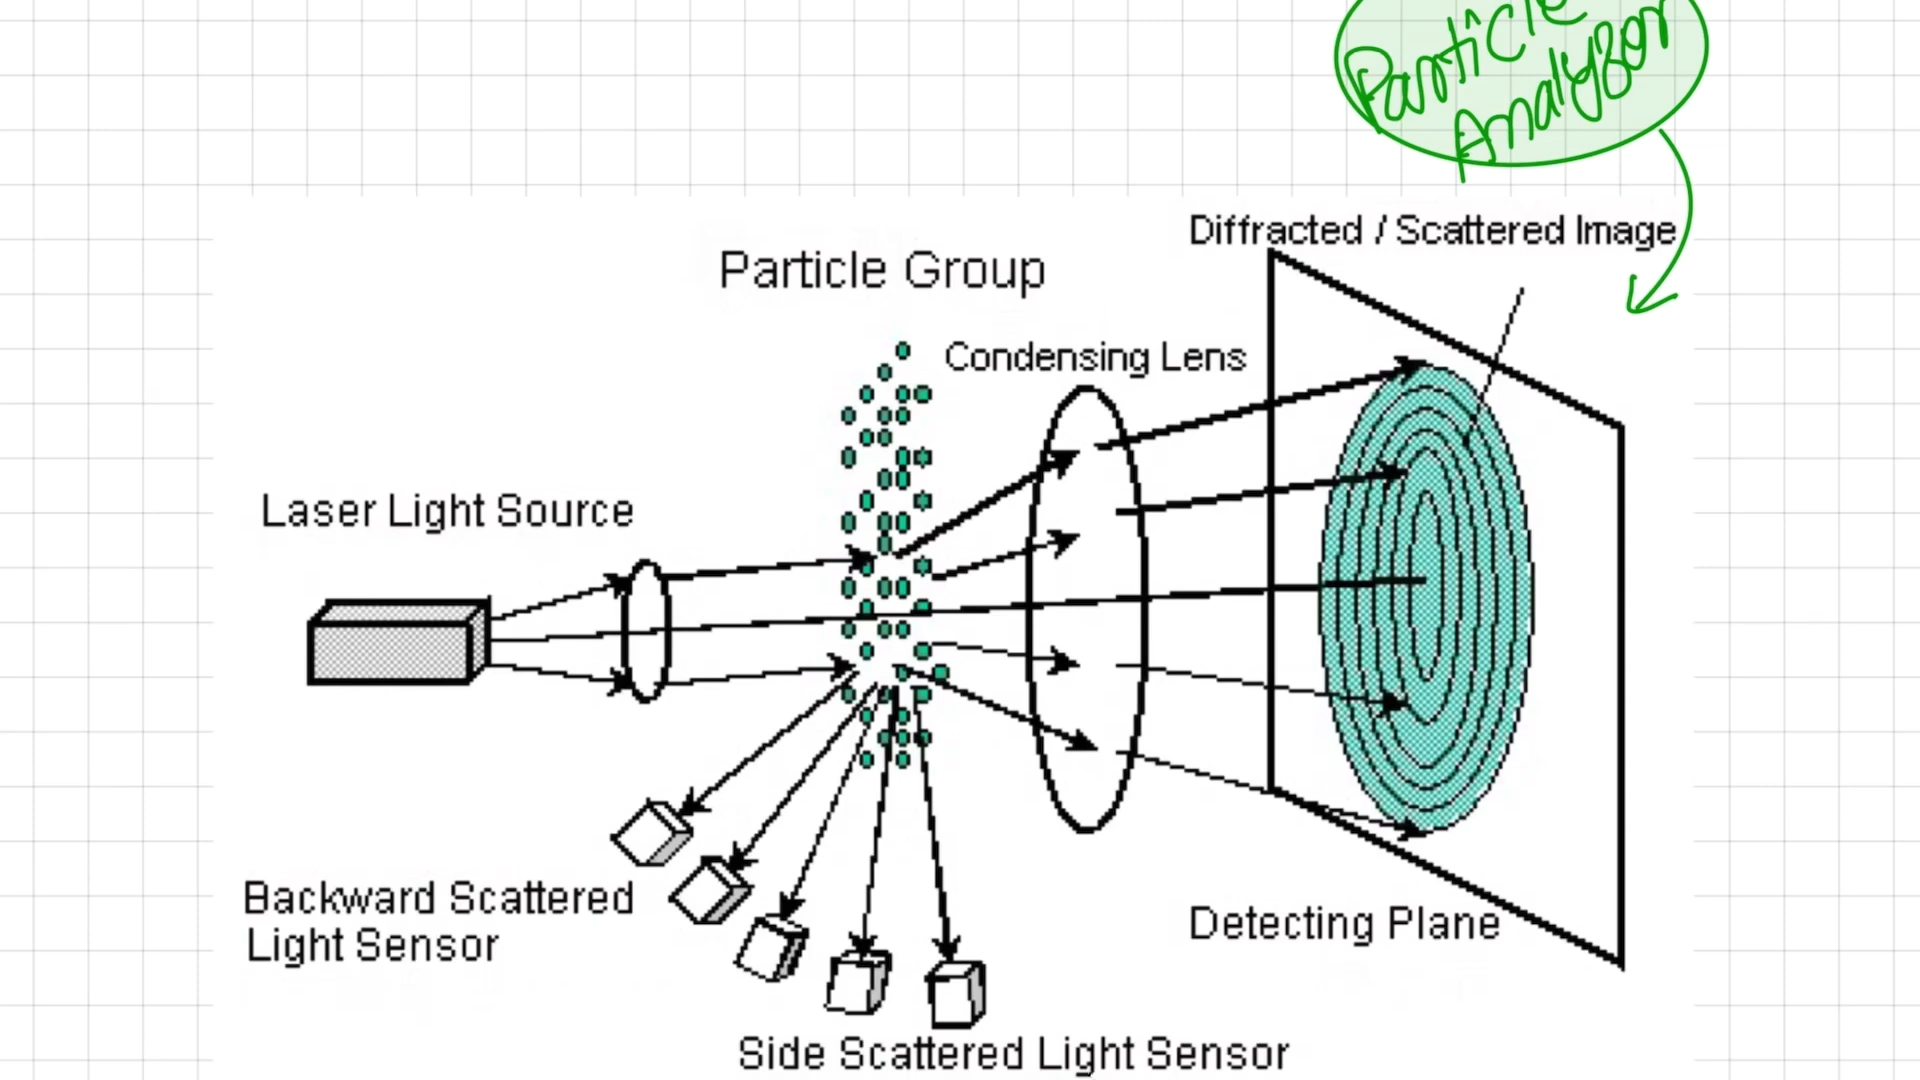 Particle
Analyzer
Diffracted / Scattered Image
Particle Group
Condensing Lens
Laser Light Source
Backward Scattered
Light Sensor
Detecting Plane
Side Scattered Light Sensor